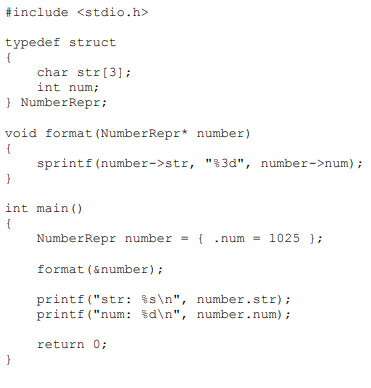 #include <stdio.h>

typedef struct
{
    char str[3];
    int num;
} NumberRepr;

void format(NumberRepr* number)
{
    sprintf(number->str, "%3d", number->num);
}

int main()
{
    NumberRepr number = { .num = 1025 };

    format(&number);

    printf("str: %s\n", number.str);
    printf("num: %d\n", number.num);

    return 0;
}